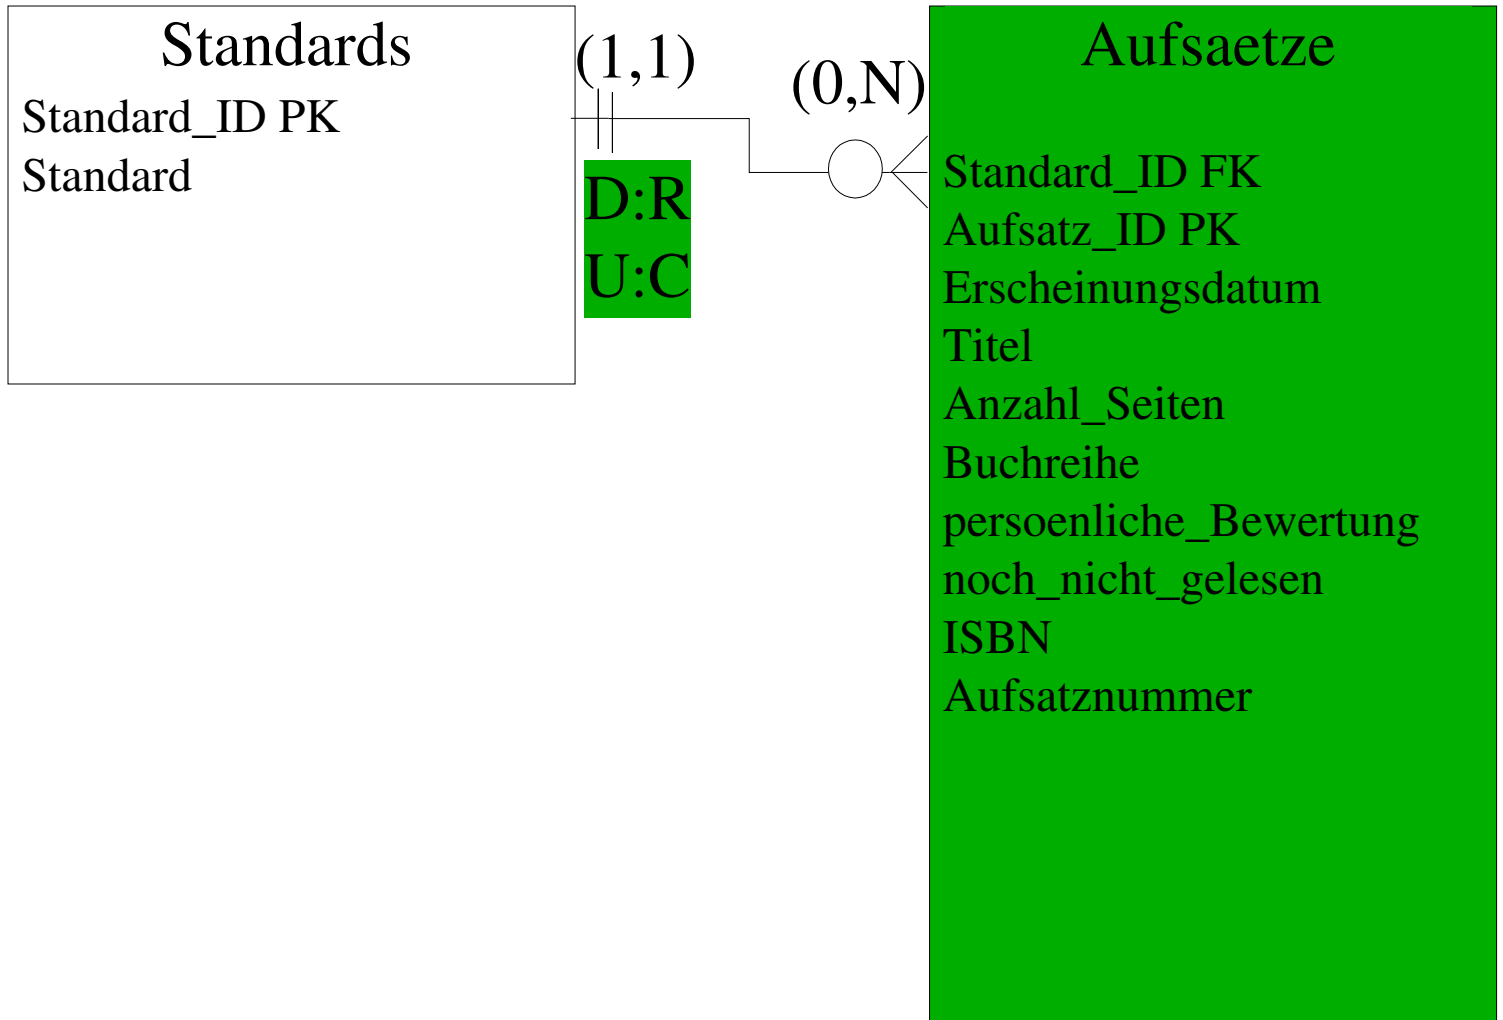 Standards
Standard_ID PK
Standard
(1,1)
D:R
U:C
(0,N)
Aufsaetze
Standard_ID FK
Aufsatz_ID PK
Erscheinungsdatum
Titel
Anzahl_Seiten
Buchreihe
persoenliche_Bewertung
noch_nicht_gelesen
ISBN
Aufsatznummer